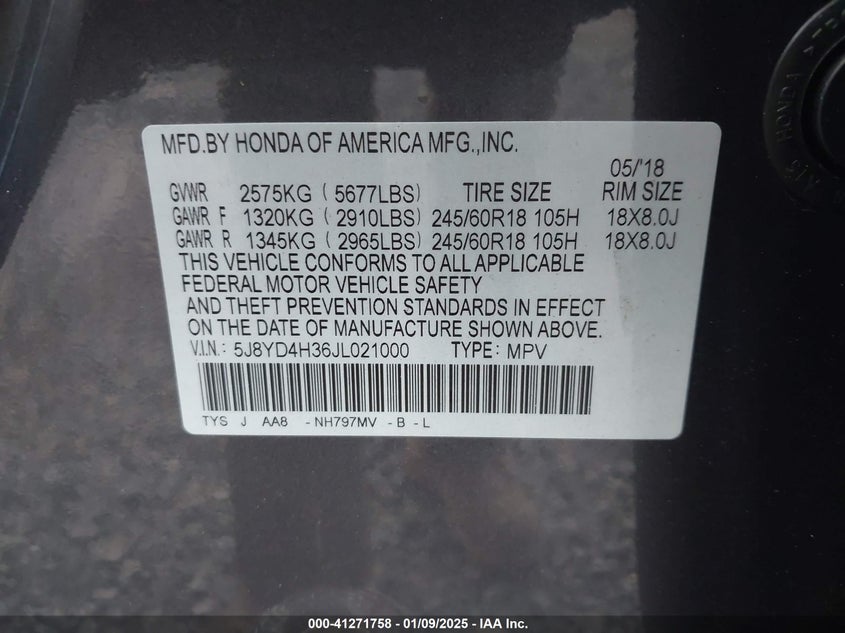 MFD.BY HONDA OF AMERICA MFG.,INC.
05/'18
GVWR 2575KG ( 5677LBS) TIRE SIZE RIM SIZE
GAWR F 1320KG ( 2910LBS) 245/60R18 105H 18X8.0J
GAWR R 1345KG ( 2965LBS) 245/60R18 105H 18X8.0J
THIS VEHICLE CONFORMS TO ALL APPLICABLE
FEDERAL MOTOR VEHICLE SAFETY
AND THEFT PREVENTION STANDARDS IN EFFECT
ON THE DATE OF MANUFACTURE SHOWN ABOVE.
V.I.N.: 5J8YD4H36JL021000 TYPE: MPV
TYS J AA8 -NH797MV -B -L
HONDA
000-41271758 - 01/09/2025 - IAA Inc.